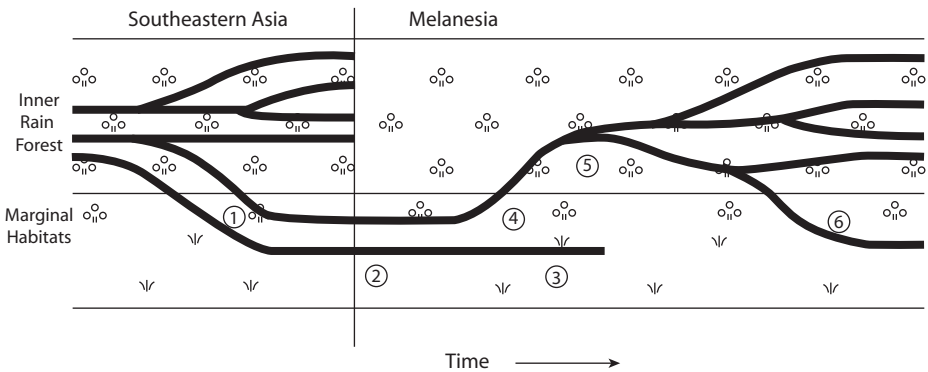 Southeastern Asia
Melanesia
Inner
Rain
Forest
Marginal
Habitats
1
2
3
4
5
6
Time